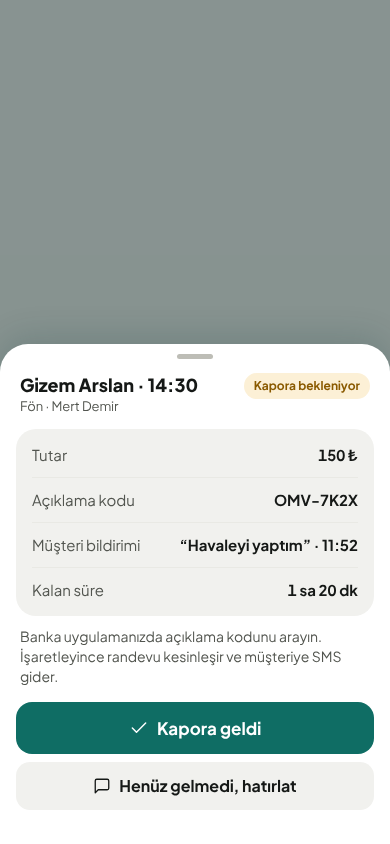 Gizem Arslan · 14:30
Kapora bekleniyor
Fön · Mert Demir
Tutar 150 ₺
Açıklama kodu OMV-7K2X
Müşteri bildirimi “Havaleyi yaptım” · 11:52
Kalan süre 1 sa 20 dk
Banka uygulamanızda açıklama kodunu arayın.
İşaretleyince randevu kesinleşir ve müşteriye SMS
gider.
Kapora geldi
Henüz gelmedi, hatırlat